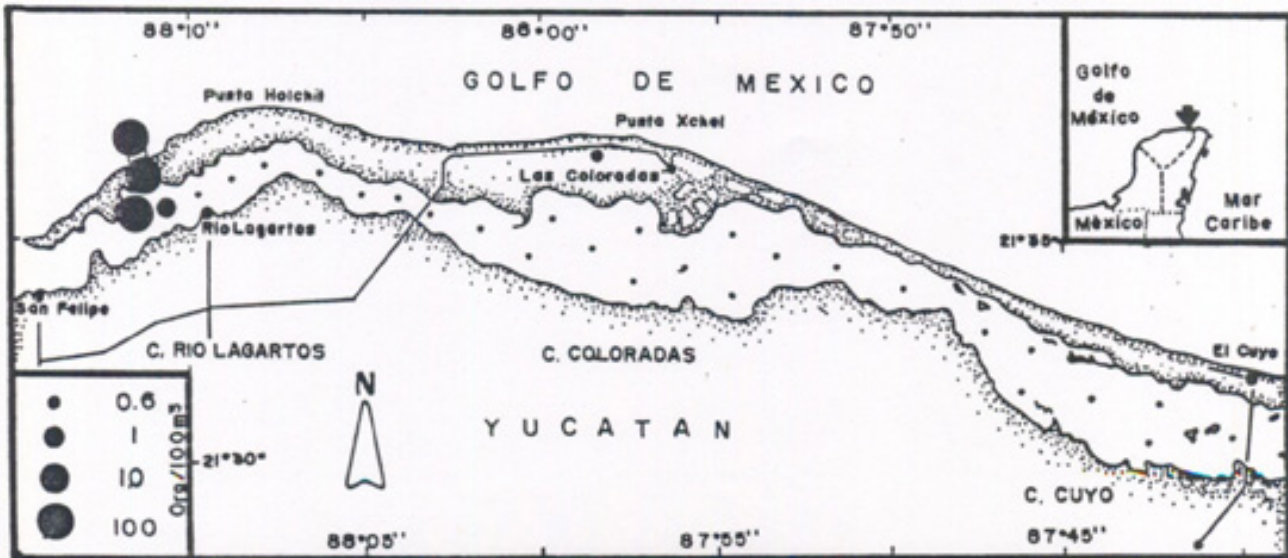 88°10''
86°00''
87°50''
GOLFO DE MEXICO
Punta Holchit
Punta Xchel
Las Coloradas
Rio Lagartos
San Felipe
Golfo
de
México
México
Mar
Caribe
21°35'
El Cuyo
C. RIO LAGARTOS
C. COLORADAS
N
YUCATAN
C. CUYO
0.6
1
10
100
Org/100m³
21°30'
88°05''
87°55''
87°45''